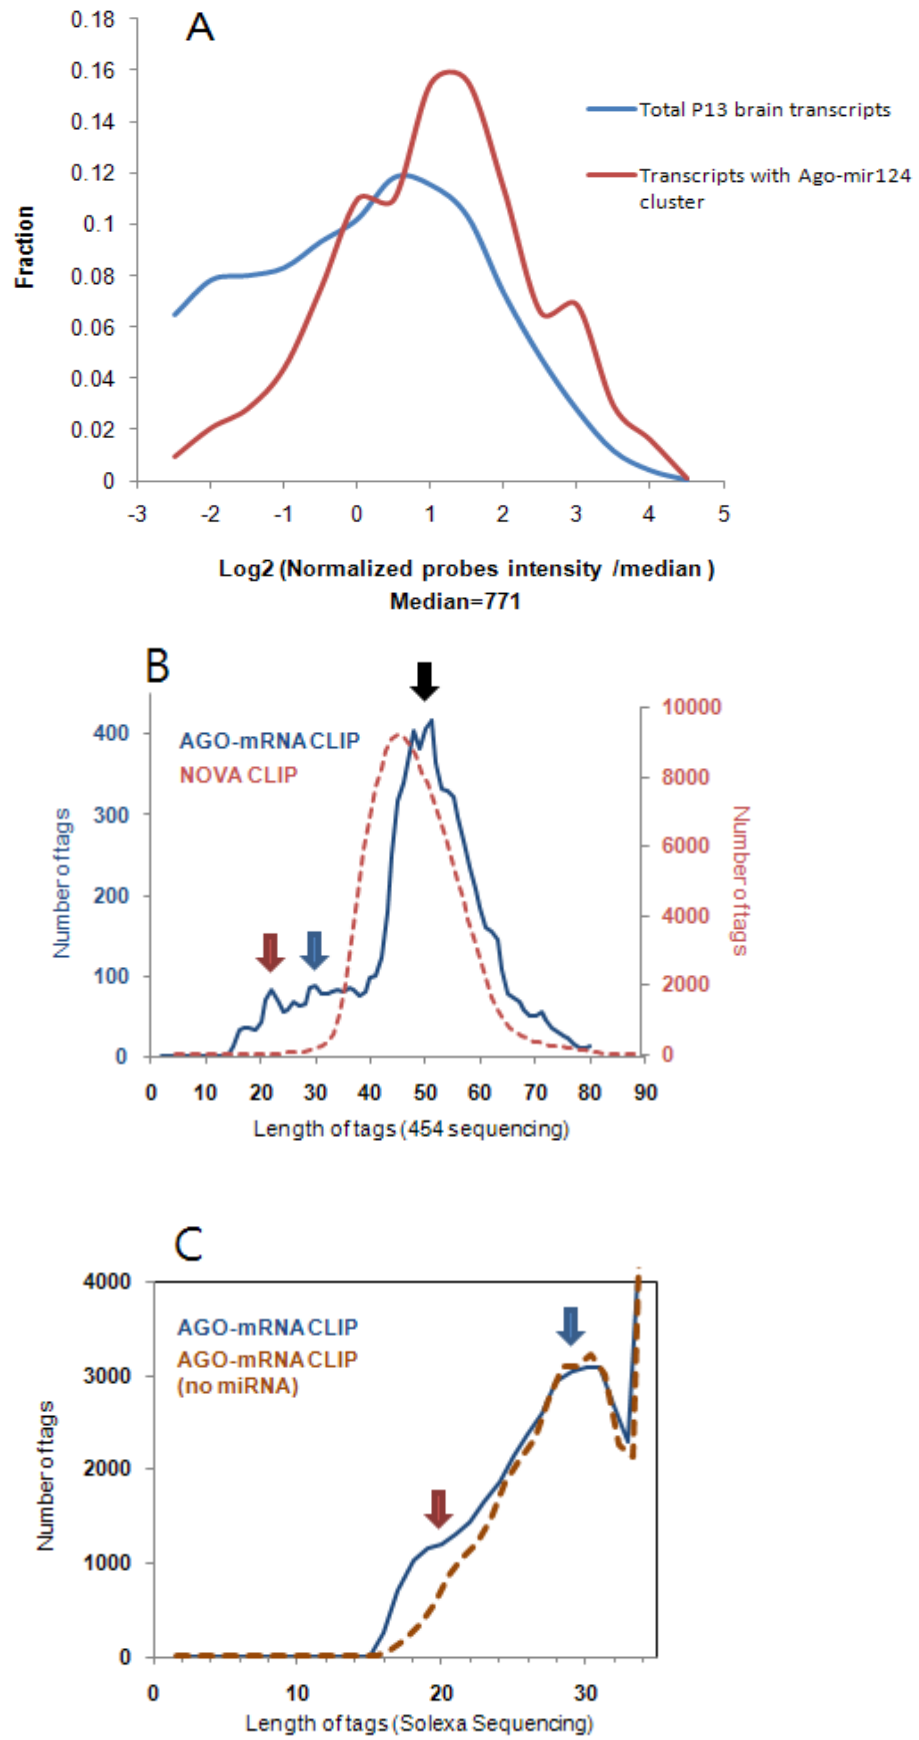 A
0.18
0.16
0.14
0.12
0.1
0.08
0.06
0.04
0.02
0
Fraction
-3 -2 -1 0 1 2 3 4 5
Log2 (Normalized probes intensity /median )
Median=771
Total P13 brain transcripts
Transcripts with Ago-mir124
cluster
B
AGO-mRNA CLIP
NOVA CLIP
400
300
200
100
0
Number of tags
10000
8000
6000
4000
2000
0
Number of tags
0 10 20 30 40 50 60 70 80 90
Length of tags (454 sequencing)
C
AGO-mRNA CLIP
AGO-mRNA CLIP
(no miRNA)
4000
3000
2000
1000
0
Number of tags
0 10 20 30
Length of tags (Solexa Sequencing)